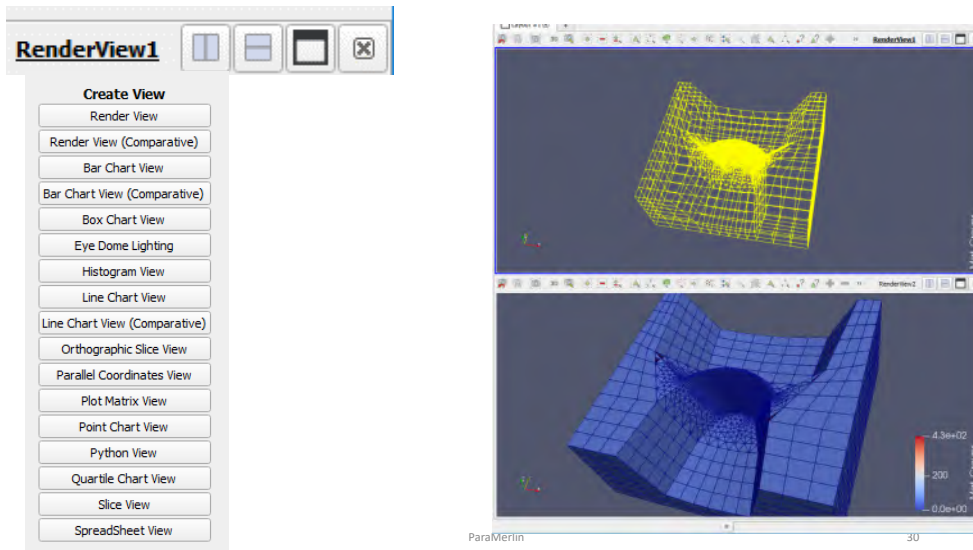 RenderView1
Create View
Render View
Render View (Comparative)
Bar Chart View
Bar Chart View (Comparative)
Box Chart View
Eye Dome Lighting
Histogram View
Line Chart View
Line Chart View (Comparative)
Orthographic Slice View
Parallel Coordinates View
Plot Matrix View
Point Chart View
Python View
Quartile Chart View
Slice View
SpreadSheet View
RenderView1
RenderView2
4.3e+02
200
0.0e+00
ParaMerlin
30